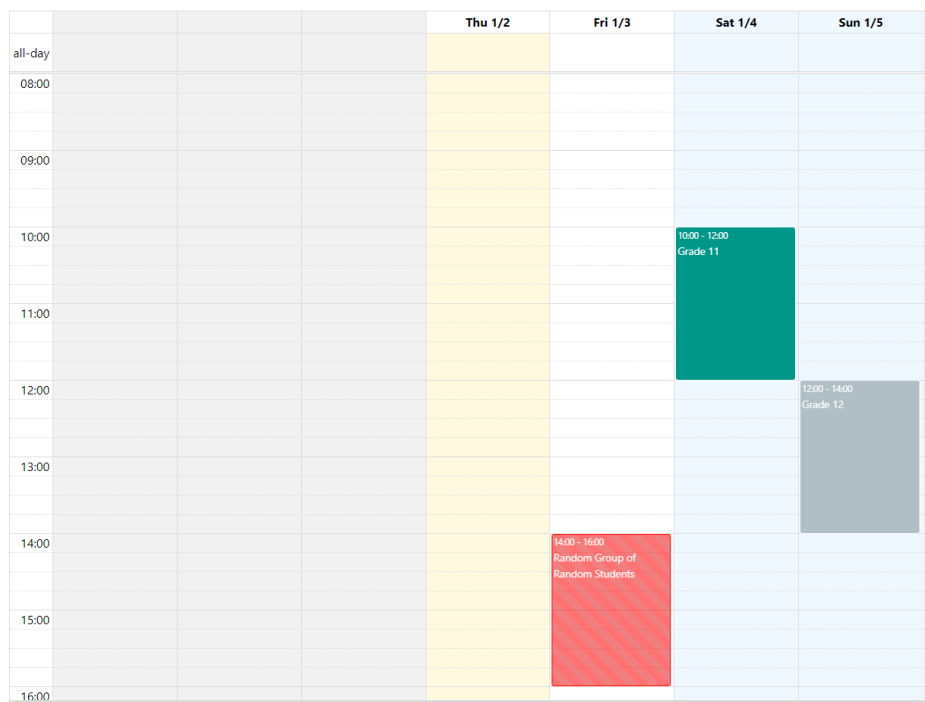 Thu 1/2 Fri 1/3 Sat 1/4 Sun 1/5
all-day
08:00
09:00
10:00
10:00 - 12:00
Grade 11
11:00
12:00
12:00 - 14:00
Grade 12
13:00
14:00
14:00 - 16:00
Random Group of
Random Students
15:00
16:00